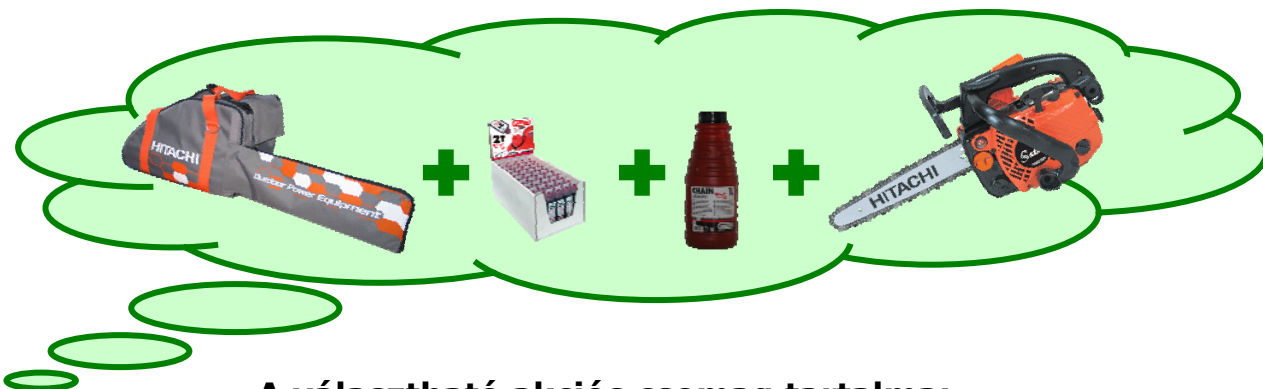 HITACHI
Outdoor Power Equipment
2T
CHAIN
HITACHI
A választható akciós csomag tartalma: